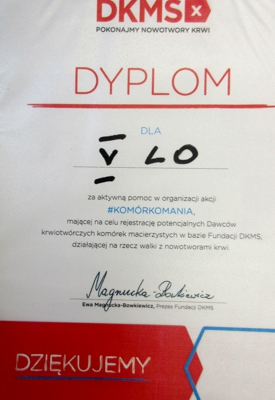 DKMS x
POKONAJMY NOWOTWORY KRWI
DYPLOM
DLA
V LO
za aktywną pomoc w organizacji akcji
#KOMÓRKOMANIA,
mającej na celu rejestrację potencjalnych Dawców
krwiotwórczych komórek macierzystych w bazie Fundacji DKMS,
działającej na rzecz walki z nowotworami krwi.
Magnucka-Bowkiewicz
Ewa Magnucka-Bowkiewicz, Prezes Fundacji DKMS
DZIĘKUJEMY